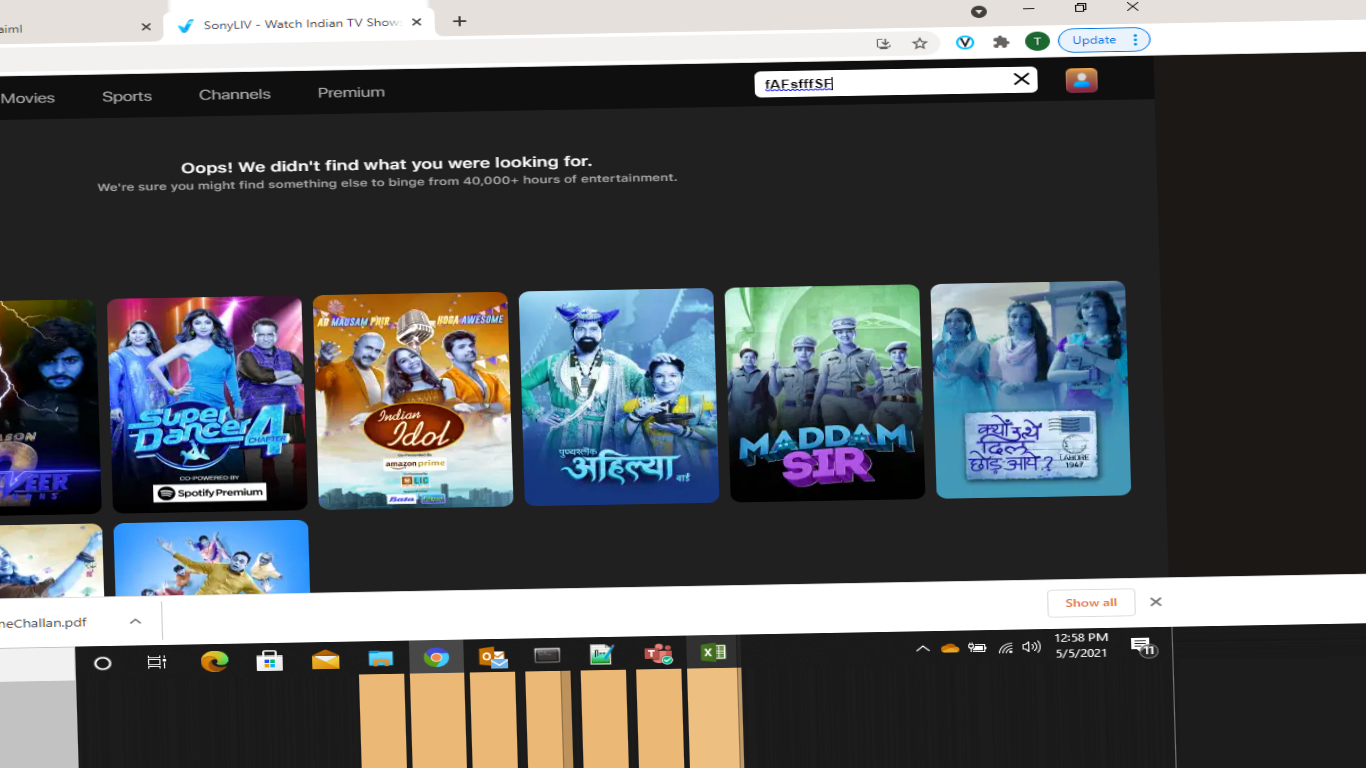 aiml
SonyLIV - Watch Indian TV Show
T
Update
Movies
Sports
Channels
Premium
fAFsfffSF
Oops! We didn't find what you were looking for.
We're sure you might find something else to binge from 40,000+ hours of entertainment.
SUPER
DANCER 4
CHAPTER
CO-POWERED BY
Spotify Premium
AB MAUSAM PHIR HOGA AWESOME
Indian
Idol
amazon prime
LIC
Bata
पुण्यश्लोक
अहिल्या
बाई
MADDAM
SIR
क्यों उत्थे
दिल
छोड़ आये?
LAHORE
1947
neChallan.pdf
Show all
12:58 PM
5/5/2021
11